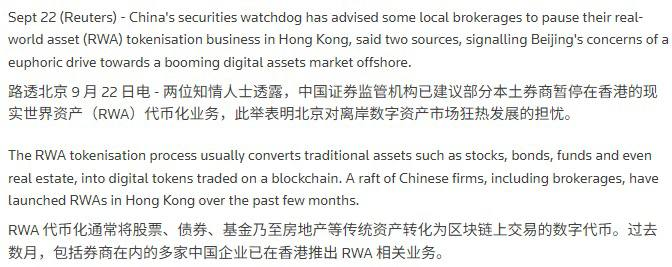 Sept 22 (Reuters) - China's securities watchdog has advised some local brokerages to pause their real-
world asset (RWA) tokenisation business in Hong Kong, said two sources, signalling Beijing's concerns of a
euphoric drive towards a booming digital assets market offshore.
路透北京 9 月 22 日电 - 两位知情人士透露，中国证券监管机构已建议部分本土券商暂停在香港的现
实世界资产（RWA）代币化业务，此举表明北京对离岸数字资产市场狂热发展的担忧。
The RWA tokenisation process usually converts traditional assets such as stocks, bonds, funds and even
real estate, into digital tokens traded on a blockchain. A raft of Chinese firms, including brokerages, have
launched RWAs in Hong Kong over the past few months.
RWA 代币化通常将股票、债券、基金乃至房地产等传统资产转化为区块链上交易的数字代币。过去
数月，包括券商在内的多家中国企业已在香港推出 RWA 相关业务。